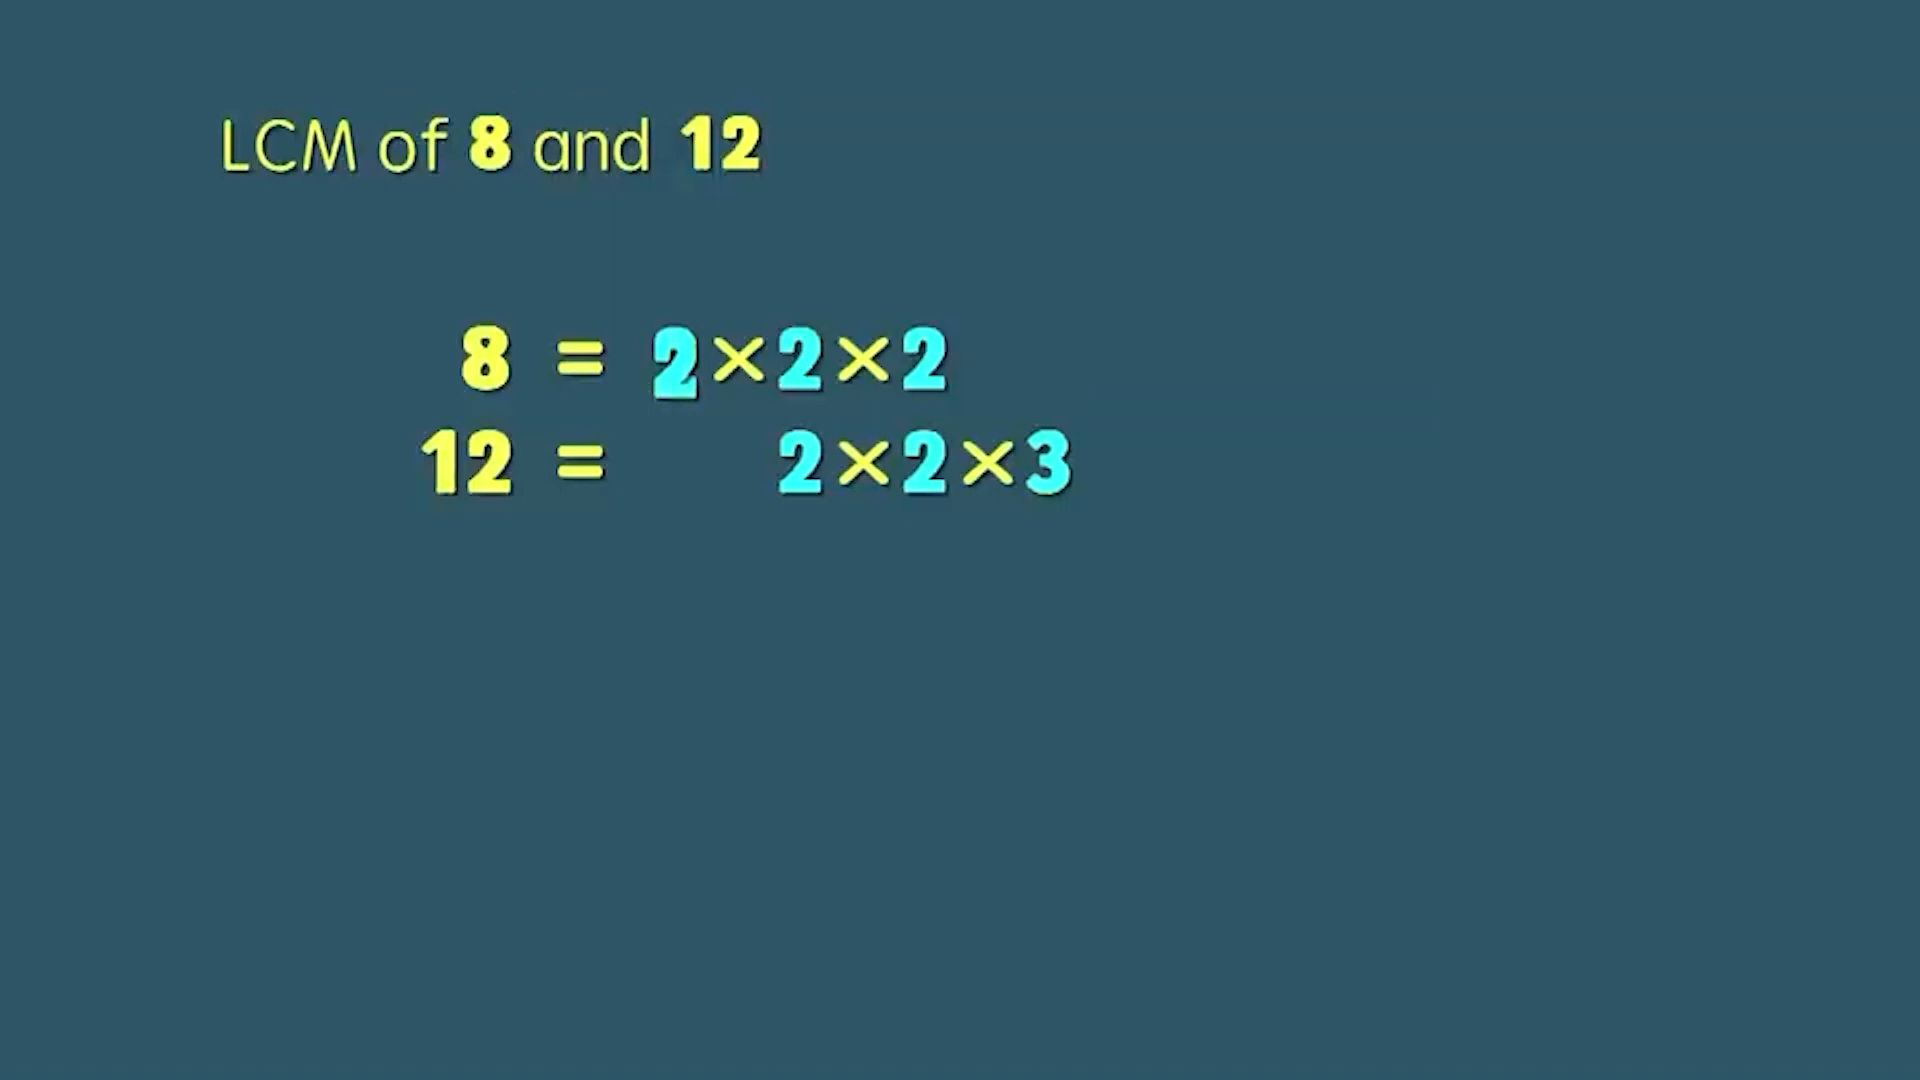 LCM of 8 and 12
8 = 2×2×2
12 = 2×2×3